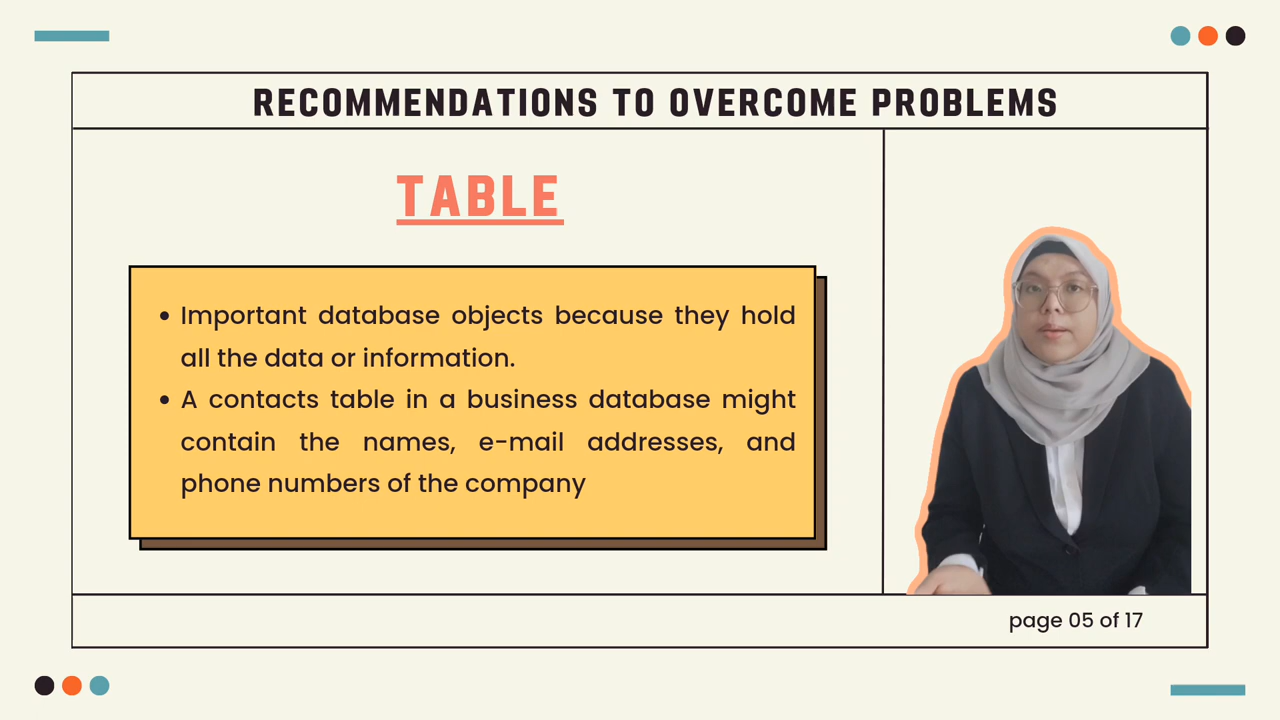 RECOMMENDATIONS TO OVERCOME PROBLEMS
TABLE
• Important database objects because they hold
all the data or information.
• A contacts table in a business database might
contain the names, e-mail addresses, and
phone numbers of the company
page 05 of 17